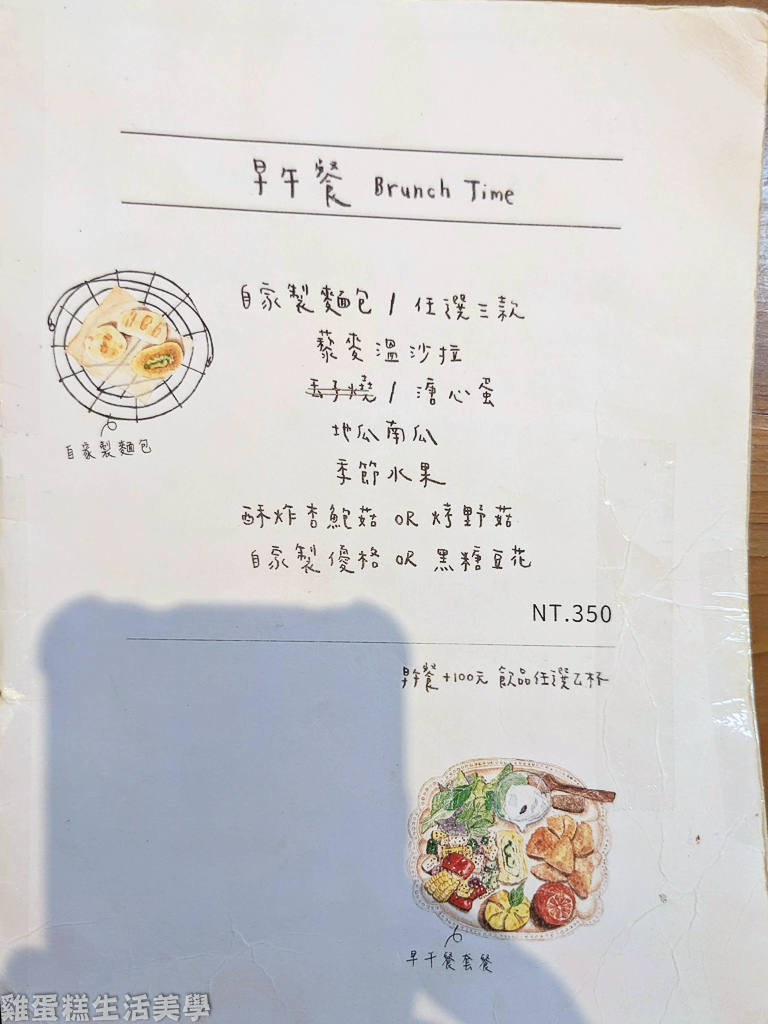 早午餐 Brunch Time
自家製麵包 / 任選三款
藜麥溫沙拉
玉子燒 / 溏心蛋
地瓜南瓜
季節水果
酥炸杏鮑菇 OR 烤野菇
自家製優格 OR 黑糖豆花
NT.350
自家製麵包
早午餐 +100元 飲品任選乙杯
早午餐套餐
雞蛋糕生活美學